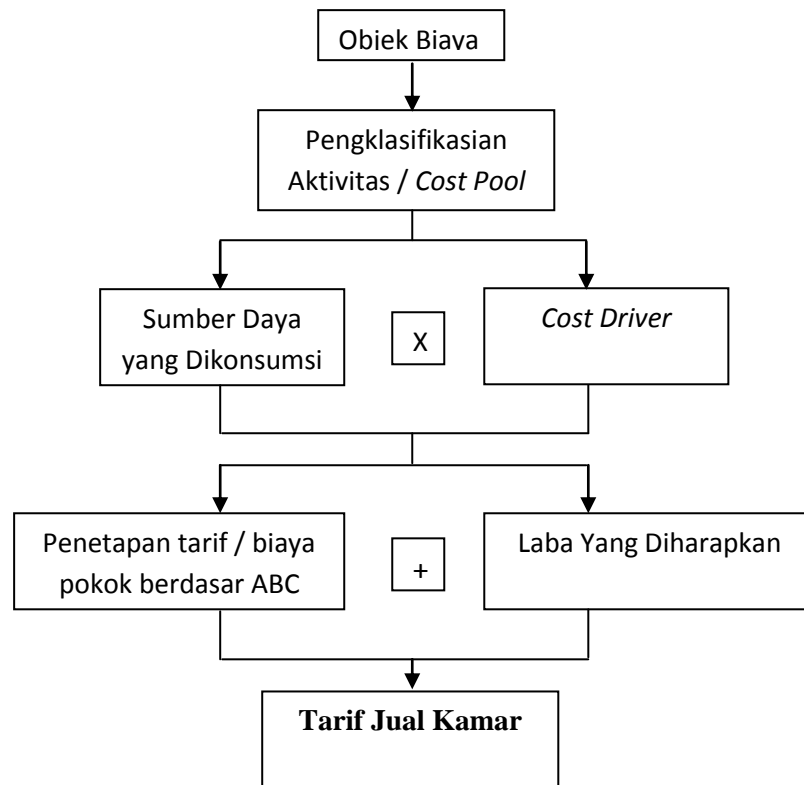 Obiek Biava
Pengklasifikasian
Aktivitas / Cost Pool
Sumber Daya
yang Dikonsumsi
X
Cost Driver
Penetapan tarif / biaya
pokok berdasar ABC
+
Laba Yang Diharapkan
Tarif Jual Kamar